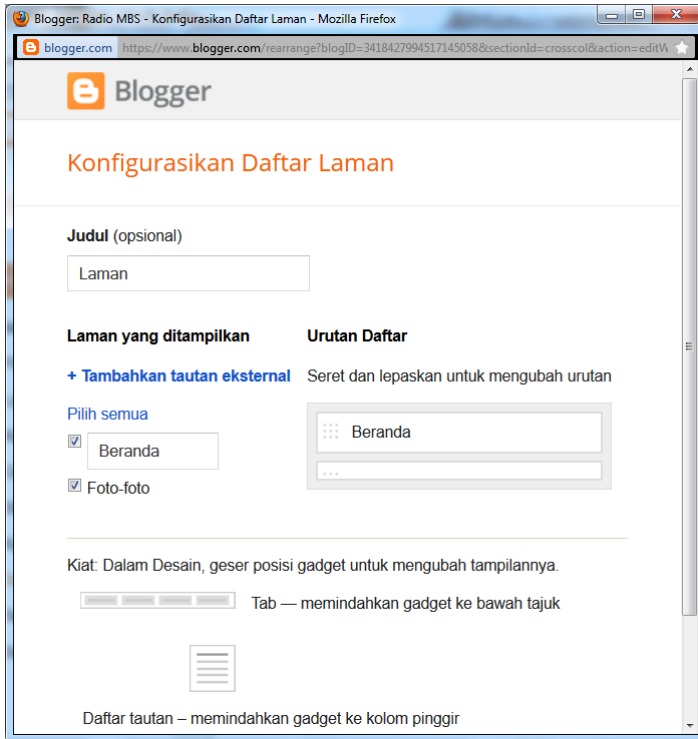 Blogger: Radio MBS - Konfigurasikan Daftar Laman - Mozilla Firefox
blogger.com https://www.blogger.com/rearrange?blogID=3418427994517145058&sectionId=crosscol&action=editW
Blogger
Konfigurasikan Daftar Laman
Judul (opsional)
Laman
Laman yang ditampilkan Urutan Daftar
+ Tambahkan tautan eksternal Seret dan lepaskan untuk mengubah urutan
Pilih semua
Beranda Beranda
...
Foto-foto
Kiat: Dalam Desain, geser posisi gadget untuk mengubah tampilannya.
Tab — memindahkan gadget ke bawah tajuk
Daftar tautan – memindahkan gadget ke kolom pinggir